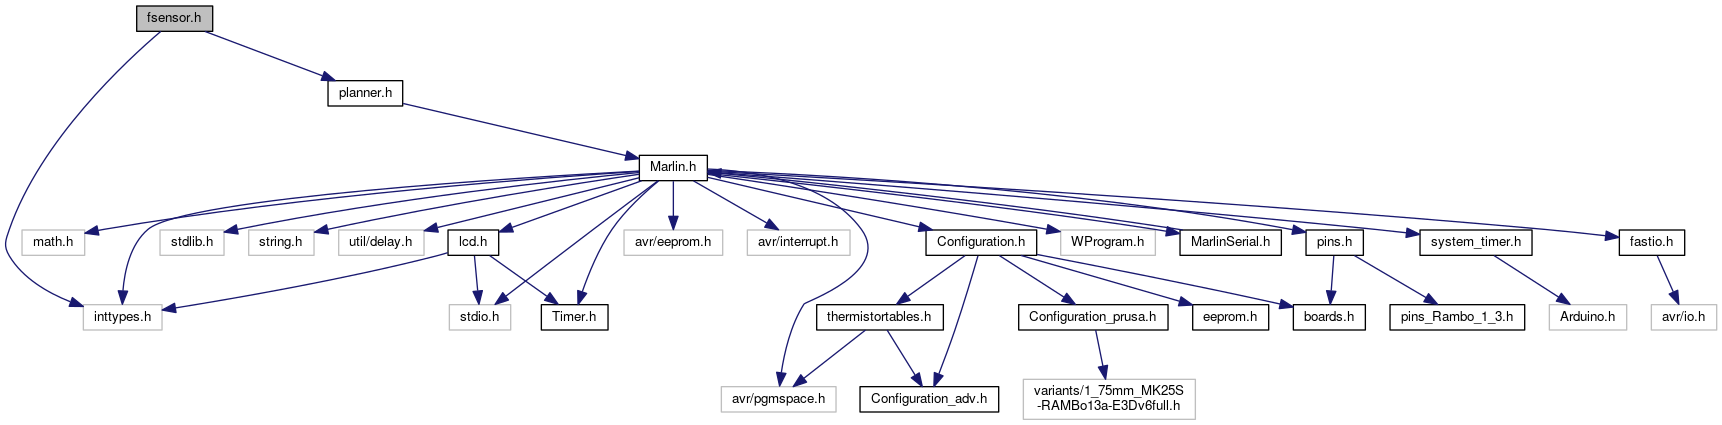 fsensor.h
planner.h
Marlin.h
math.h
stdlib.h
string.h
util/delay.h
lcd.h
avr/eeprom.h
avr/interrupt.h
Configuration.h
WProgram.h
MarlinSerial.h
pins.h
system_timer.h
fastio.h
inttypes.h
stdio.h
Timer.h
thermistortables.h
Configuration_prusa.h
eeprom.h
boards.h
pins_Rambo_1_3.h
Arduino.h
avr/io.h
avr/pgmspace.h
Configuration_adv.h
variants/1_75mm_MK25S
-RAMBo13a-E3Dv6full.h